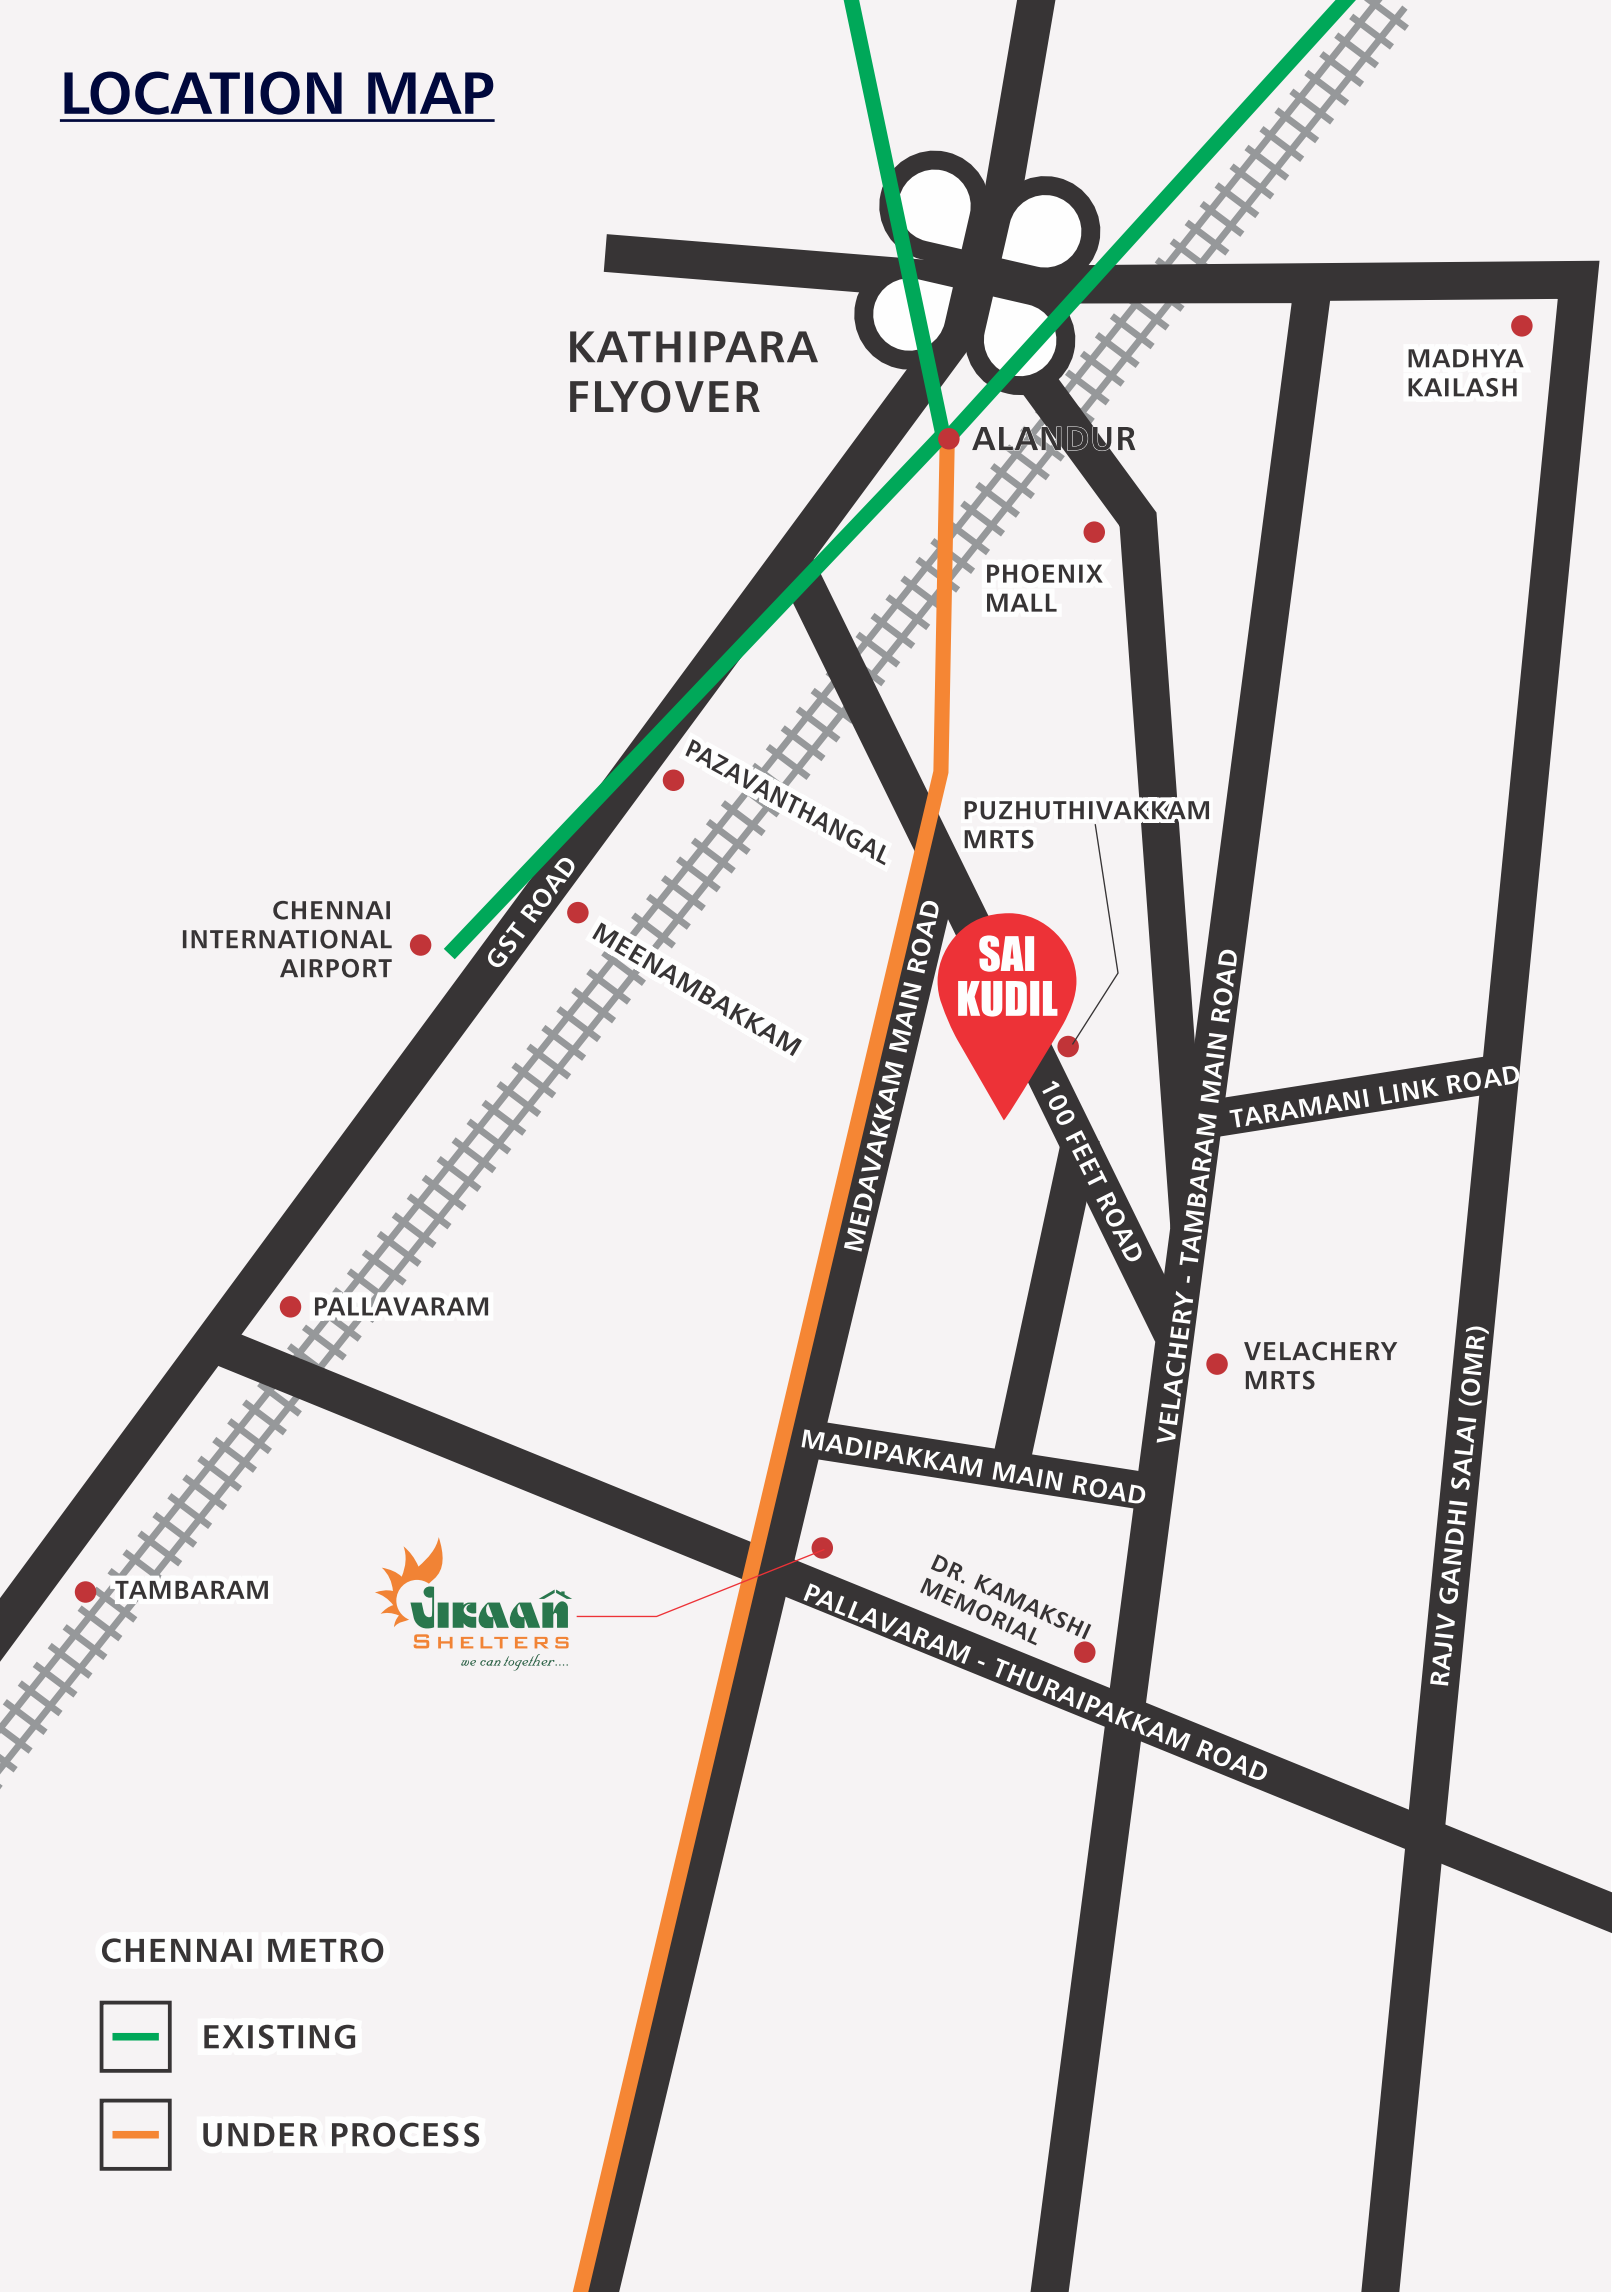 LOCATION MAP
KATHIPARA
FLYOVER
MADHYA
KAILASH
ALANDUR
PHOENIX
MALL
PAZAVANTHANGAL
PUZHUTHIVAKKAM
MRTS
GST ROAD
CHENNAI
INTERNATIONAL
AIRPORT
MEENAMBAKKAM
MEDAVAKKAM MAIN ROAD
SAI
KUDIL
100 FEET ROAD
VELACHERY - TAMBARAM MAIN ROAD
TARAMANI LINK ROAD
PALLAVARAM
VELACHERY
MRTS
RAJIV GANDHI SALAI (OMR)
MADIPAKKAM MAIN ROAD
TAMBARAM
VIKAAN
SHELTERS
we can together....
DR. KAMAKSHI
MEMORIAL
PALLAVARAM - THURAIPAKKAM ROAD
CHENNAI METRO
EXISTING
UNDER PROCESS